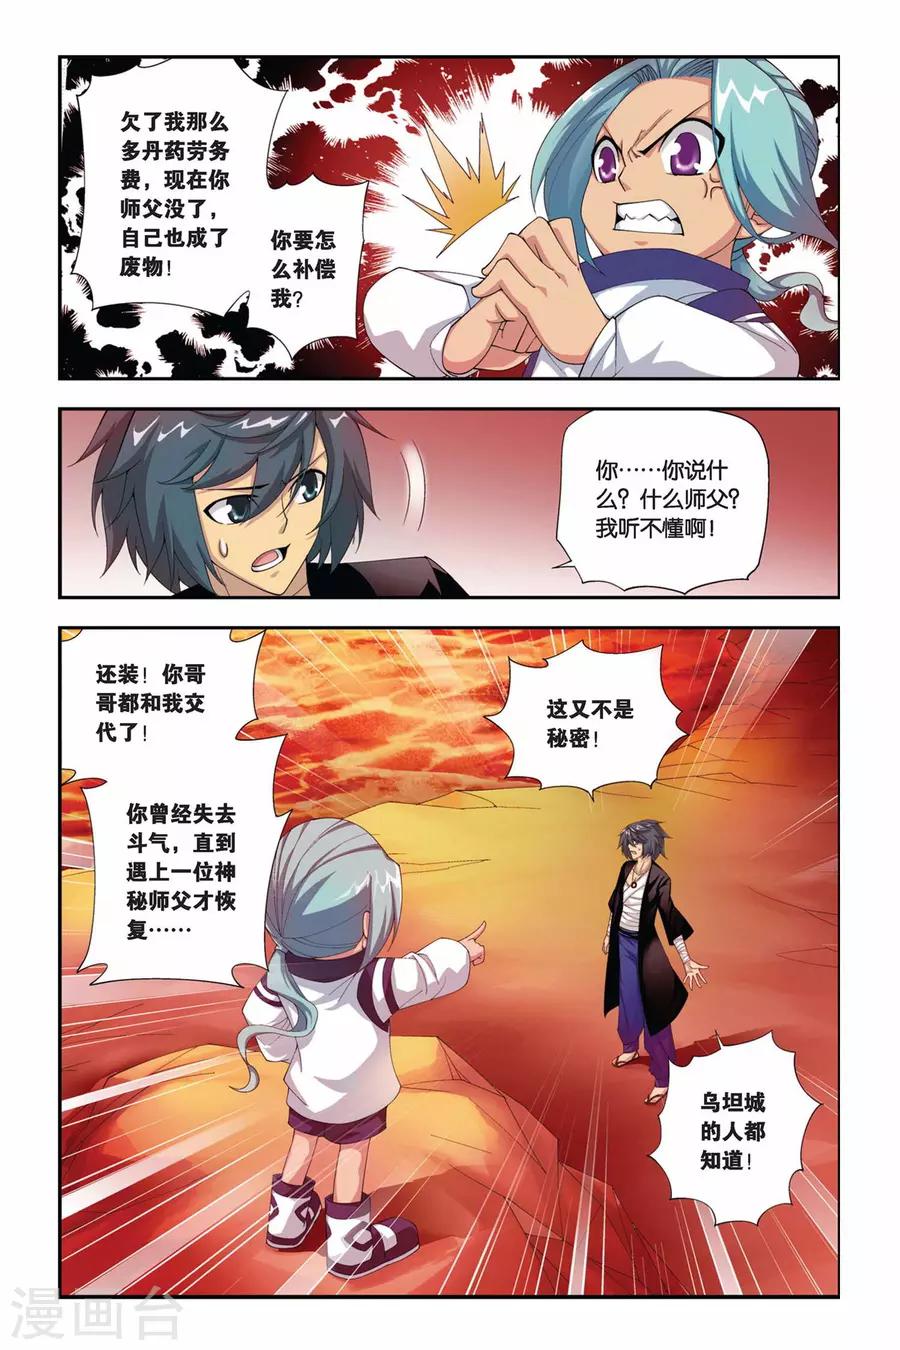 欠了我那么
多丹药劳务
费，现在你
师父没了，
自己也成了
废物！
你要怎
么补偿
我？
你……你说什
么？什么师父？
我听不懂啊！
还装！你哥
哥都和我交
代了！
你曾经失去
斗气，直到
遇上一位神
秘师父才恢
复……
这又不是
秘密！
乌坦城
的人都
知道！
漫画台